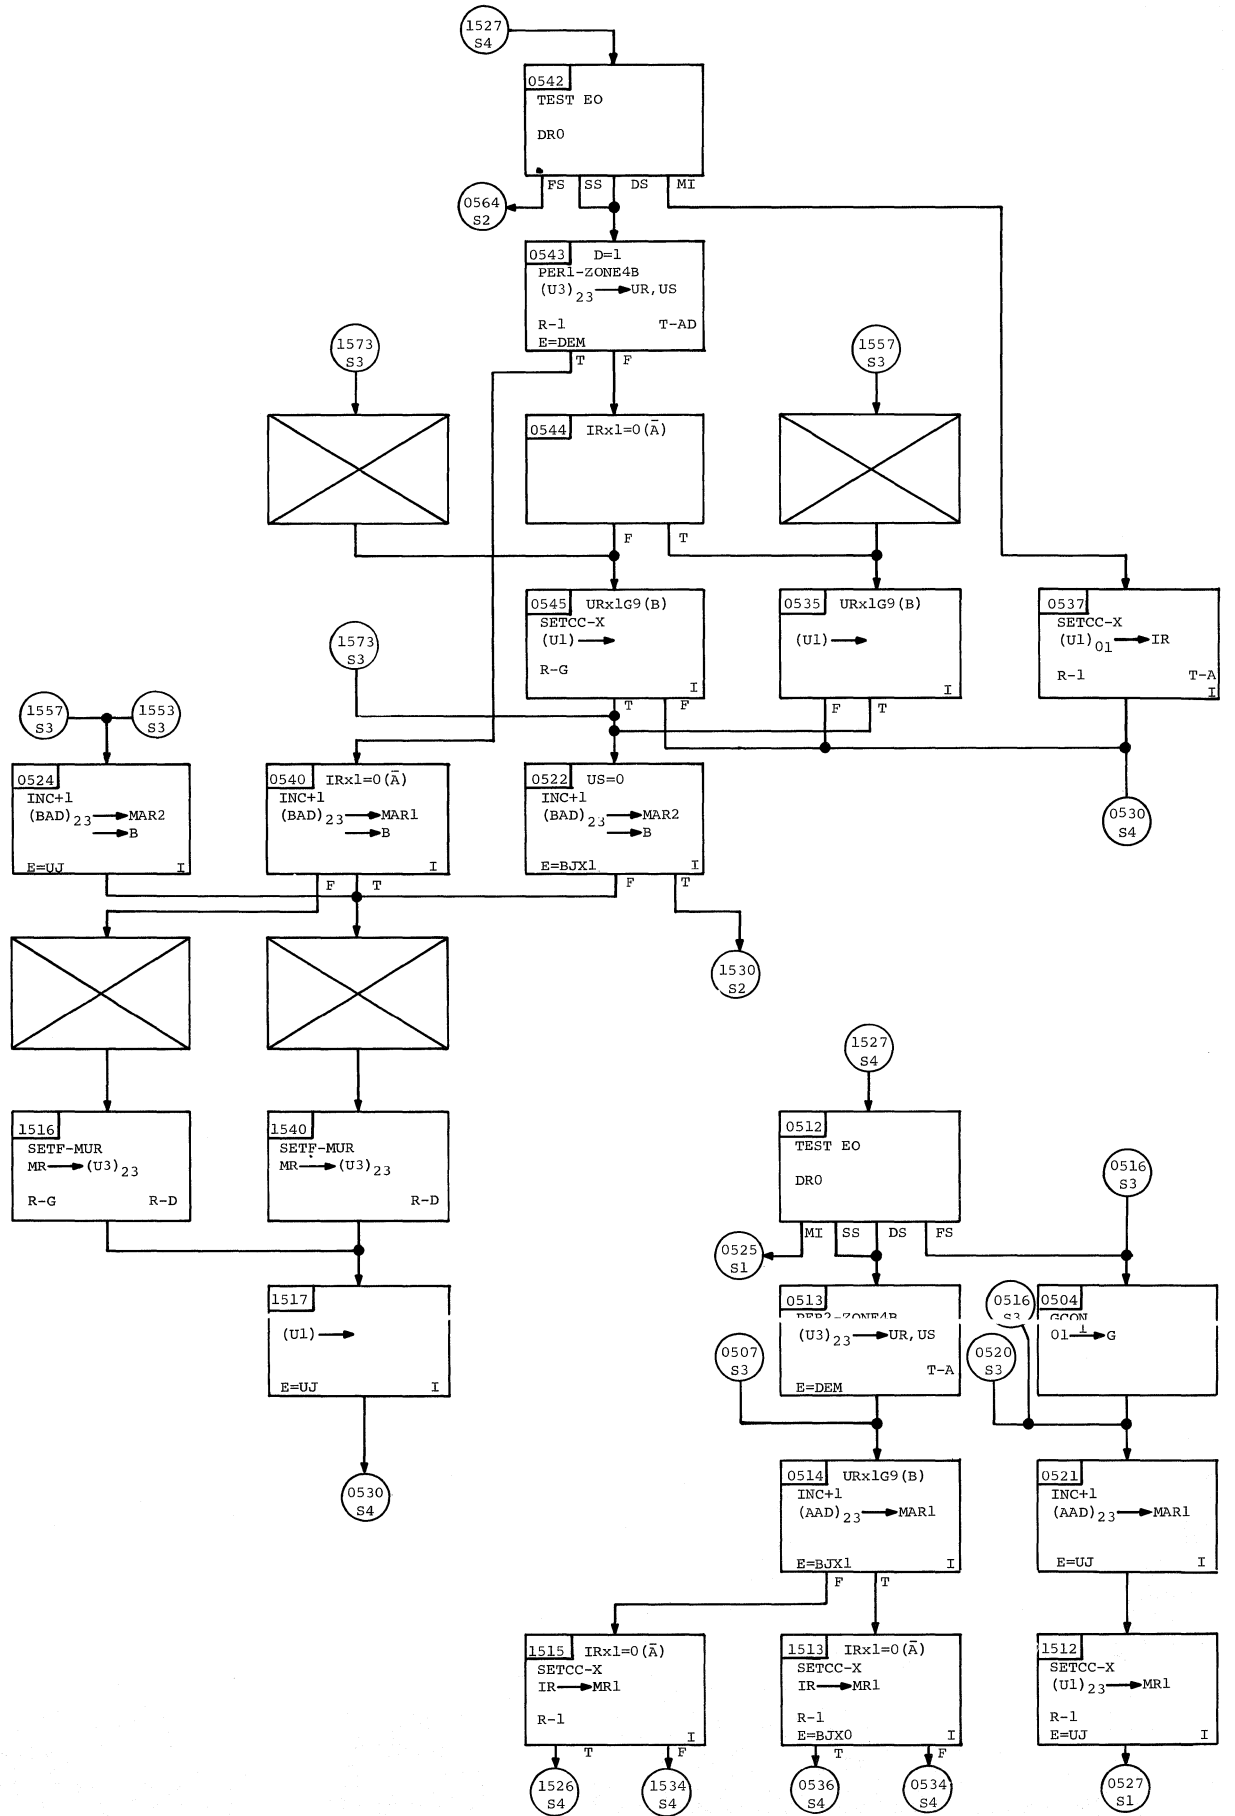 1527
S4
0542
TEST EO
DR0
FS SS DS MI
0564
S2
0543 D=1
PER1-ZONE4B
(U3)23 → UR,US
R-1 T-AD
E=DEM
T F
1573
S3
1557
S3
0544 IRx1=0(Ā)
F T
0545 URx1G9(B)
SETCC-X
(U1) →
R-G
I
T F
0535 URx1G9(B)
(U1) →
I
F T
0537
SETCC-X
(U1)01 → IR
R-1 T-A
I
1573
S3
1557
S3
1553
S3
0524
INC+1
(BAD)23 → MAR2
→ B
E=UJ I
0540 IRx1=0(Ā)
INC+1
(BAD)23 → MAR1
→ B
I
F T
0522 US=0
INC+1
(BAD)23 → MAR2
→ B
E=BJX1 I
F T
0530
S4
1530
S2
1516
SETF-MUR
MR → (U3)23
R-G R-D
1540
SETF-MUR
MR → (U3)23
R-D
1517
(U1) →
E=UJ I
0530
S4
1527
S4
0512
TEST EO
DR0
MI SS DS FS
0516
S3
0525
S1
0513
PER2-ZONE4B
(U3)23 → UR,US
T-A
E=DEM
0516
S3
0504
GCON
01 → G
0507
S3
0520
S3
0514 URx1G9(B)
INC+1
(AAD)23 → MAR1
E=BJX1 I
F T
0521
INC+1
(AAD)23 → MAR1
E=UJ I
1515 IRx1=0(Ā)
SETCC-X
IR → MR1
R-1
I
T F
1513 IRx1=0(Ā)
SETCC-X
IR → MR1
R-1
E=BJX0 I
T F
1512
SETCC-X
(U1)23 → MR1
R-1
E=UJ I
1526
S4
1534
S4
0536
S4
0534
S4
0527
S1